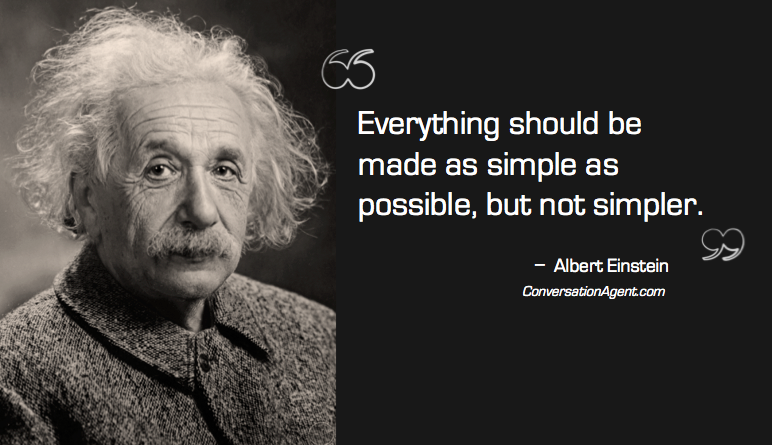 “
Everything should be
made as simple as
possible, but not simpler.
”
– Albert Einstein
ConversationAgent.com